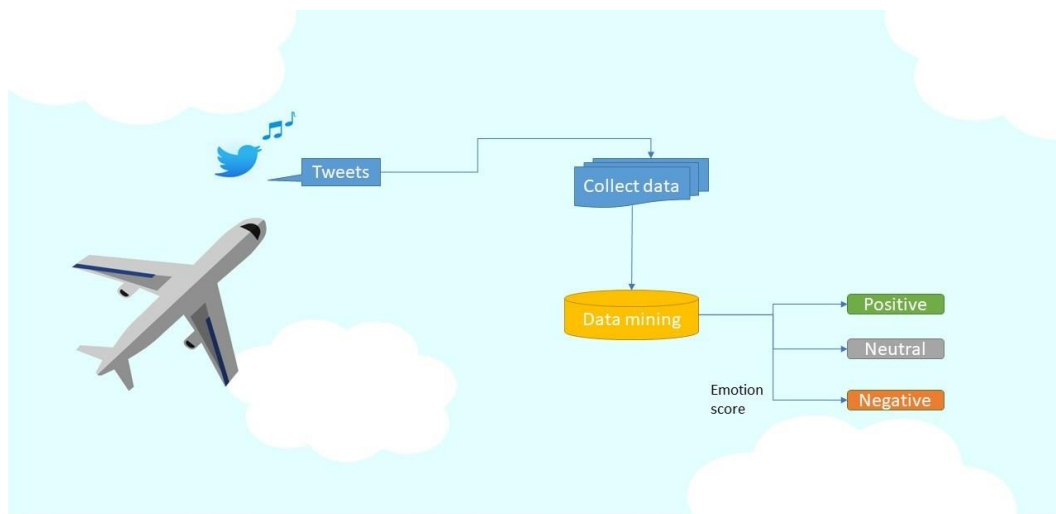 Tweets
Collect data
Data mining
Positive
Neutral
Emotion
score
Negative